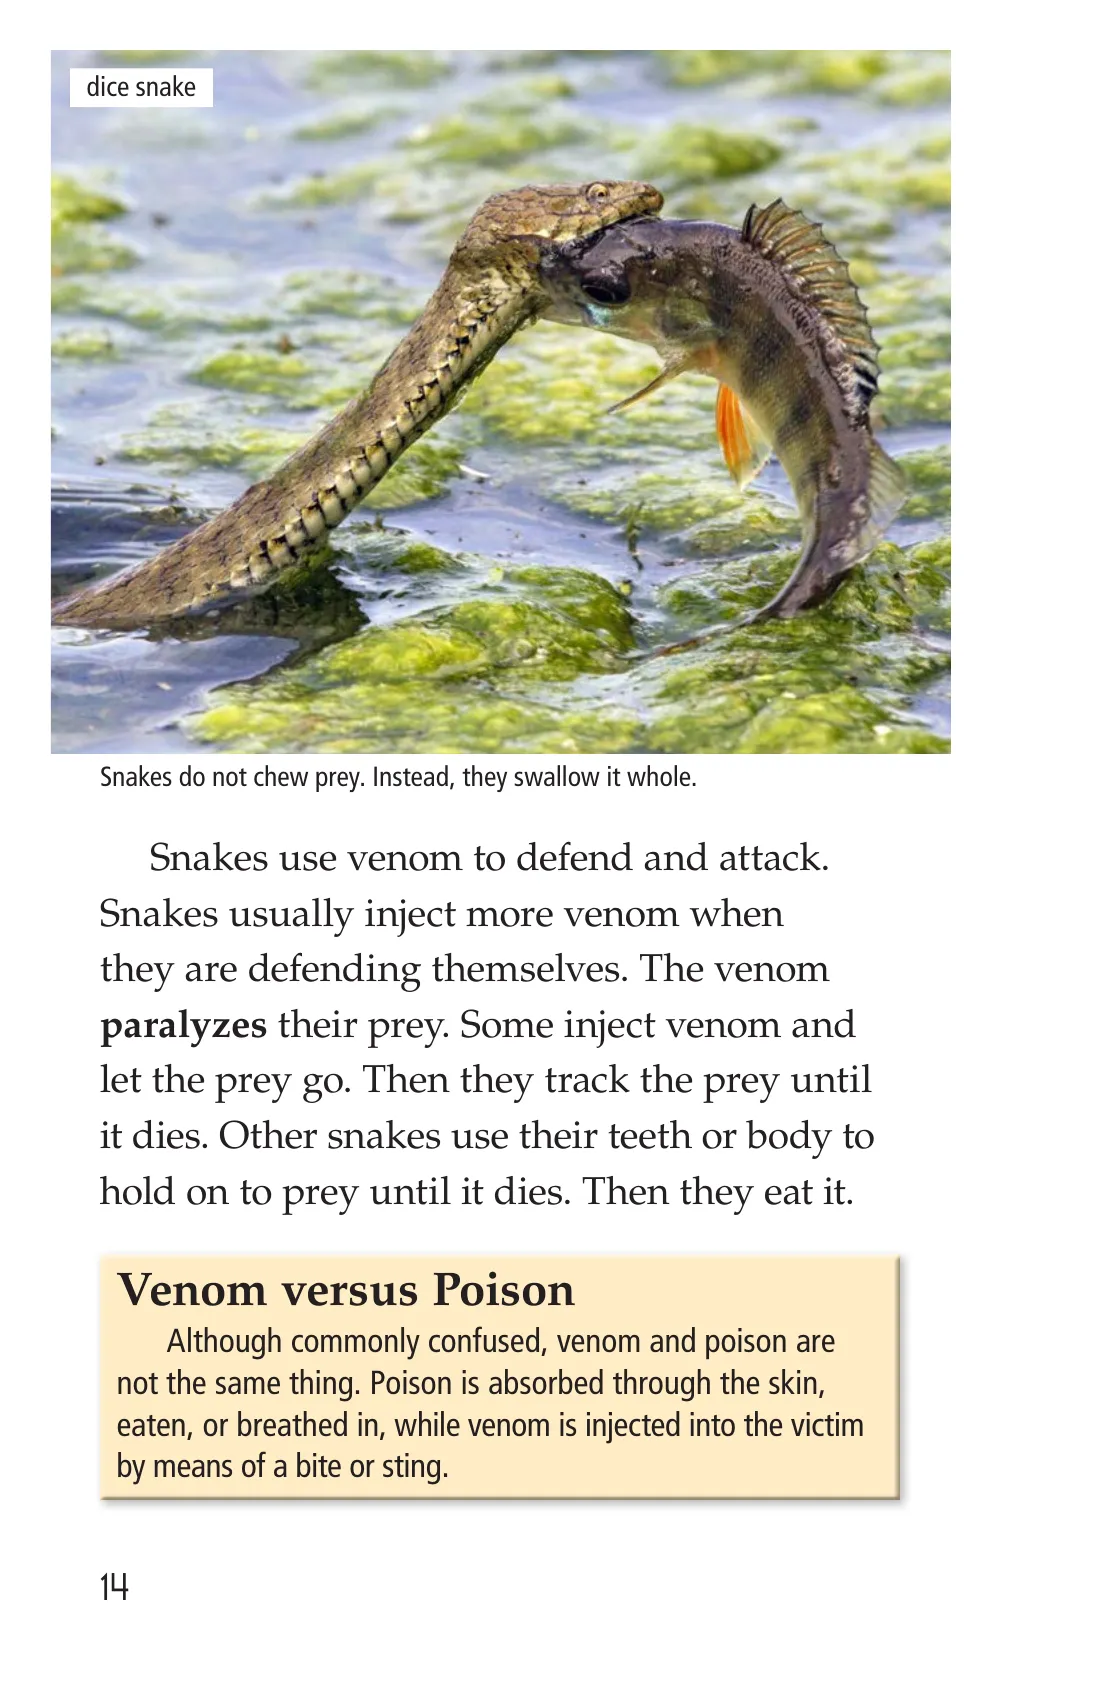 dice snake
Snakes do not chew prey. Instead, they swallow it whole.
Snakes use venom to defend and attack.
Snakes usually inject more venom when
they are defending themselves. The venom
paralyzes their prey. Some inject venom and
let the prey go. Then they track the prey until
it dies. Other snakes use their teeth or body to
hold on to prey until it dies. Then they eat it.
Venom versus Poison
Although commonly confused, venom and poison are
not the same thing. Poison is absorbed through the skin,
eaten, or breathed in, while venom is injected into the victim
by means of a bite or sting.
14